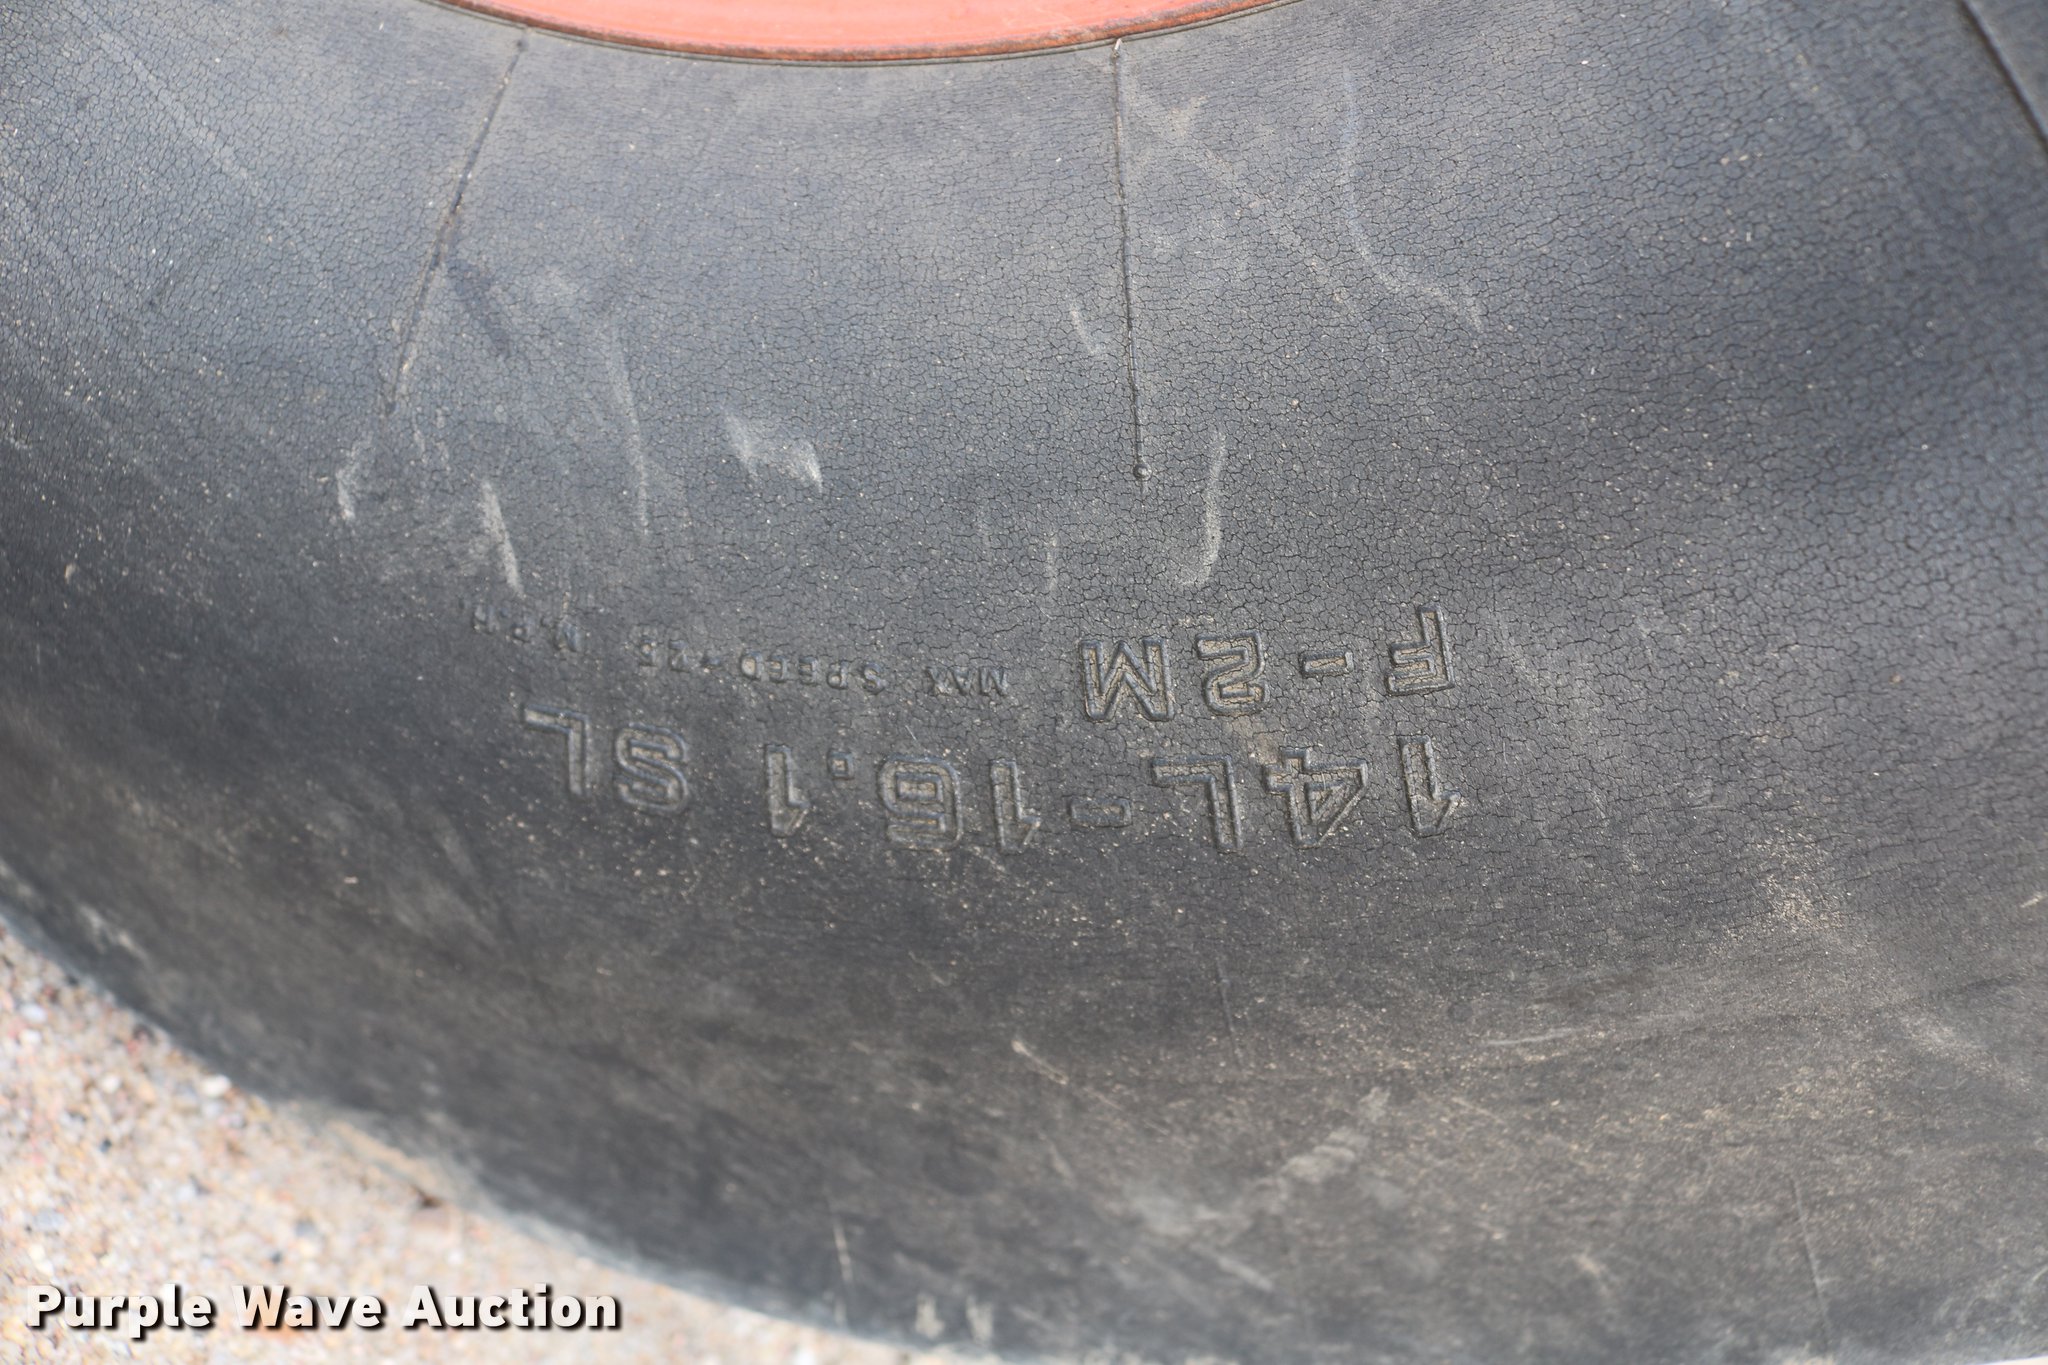 14L-16.1 SL
F-2M MAX SPEED-25 M.P.H.
Purple Wave Auction